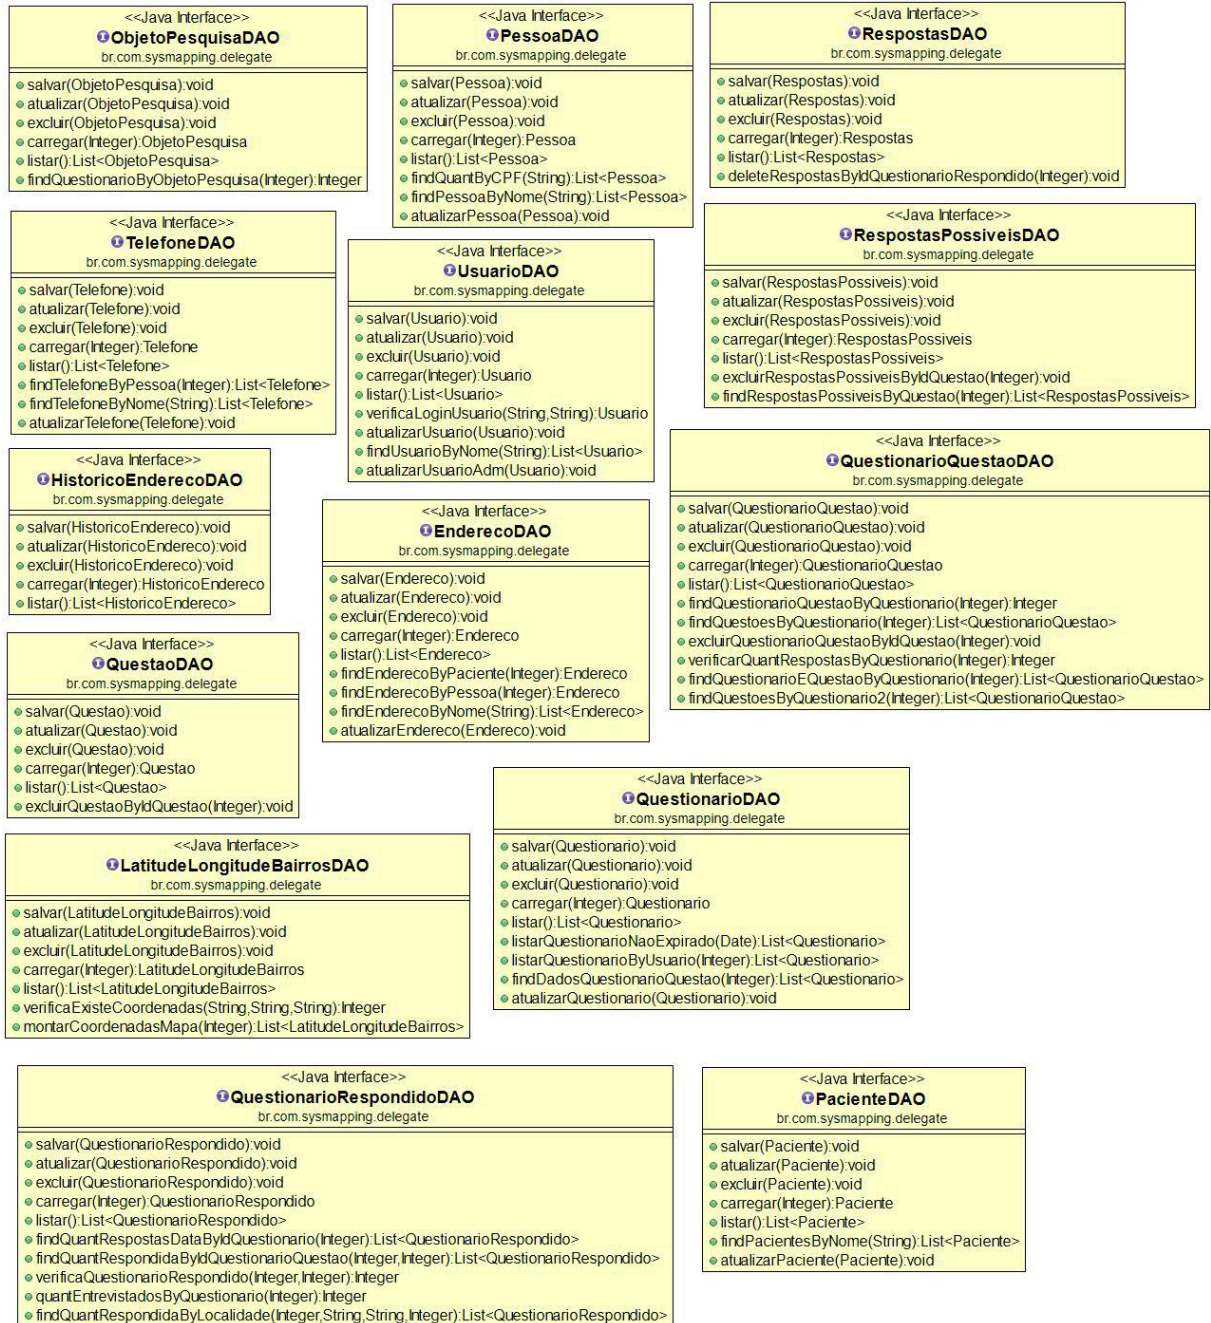 <<Java Interface>>
ObjetoPesquisaDAO
br.com.sysmapping.delegate
salvar(ObjetoPesquisa):void
atualizar(ObjetoPesquisa):void
excluir(ObjetoPesquisa):void
carregar(Integer):ObjetoPesquisa
listar():List<ObjetoPesquisa>
findQuestionarioByObjetoPesquisa(Integer):Integer
<<Java Interface>>
PessoaDAO
br.com.sysmapping.delegate
salvar(Pessoa):void
atualizar(Pessoa):void
excluir(Pessoa):void
carregar(Integer):Pessoa
listar():List<Pessoa>
findQuantByCPF(String):List<Pessoa>
findPessoaByNome(String):List<Pessoa>
atualizarPessoa(Pessoa):void
<<Java Interface>>
RespostasDAO
br.com.sysmapping.delegate
salvar(Respostas):void
atualizar(Respostas):void
excluir(Respostas):void
carregar(Integer):Respostas
listar():List<Respostas>
deleteRespostasByIdQuestionarioRespondido(Integer):void
<<Java Interface>>
TelefoneDAO
br.com.sysmapping.delegate
salvar(Telefone):void
atualizar(Telefone):void
excluir(Telefone):void
carregar(Integer):Telefone
listar():List<Telefone>
findTelefoneByPessoa(Integer):List<Telefone>
findTelefoneByNome(String):List<Telefone>
atualizarTelefone(Telefone):void
<<Java Interface>>
UsuarioDAO
br.com.sysmapping.delegate
salvar(Usuario):void
atualizar(Usuario):void
excluir(Usuario):void
carregar(Integer):Usuario
listar():List<Usuario>
verificaLoginUsuario(String,String):Usuario
atualizarUsuario(Usuario):void
findUsuarioByNome(String):List<Usuario>
atualizarUsuarioAdm(Usuario):void
<<Java Interface>>
RespostasPossiveisDAO
br.com.sysmapping.delegate
salvar(RespostasPossiveis):void
atualizar(RespostasPossiveis):void
excluir(RespostasPossiveis):void
carregar(Integer):RespostasPossiveis
listar():List<RespostasPossiveis>
excluirRespostasPossiveisByIdQuestao(Integer):void
findRespostasPossiveisByQuestao(Integer):List<RespostasPossiveis>
<<Java Interface>>
HistoricoEnderecoDAO
br.com.sysmapping.delegate
salvar(HistoricoEndereco):void
atualizar(HistoricoEndereco):void
excluir(HistoricoEndereco):void
carregar(Integer):HistoricoEndereco
listar():List<HistoricoEndereco>
<<Java Interface>>
EnderecoDAO
br.com.sysmapping.delegate
salvar(Endereco):void
atualizar(Endereco):void
excluir(Endereco):void
carregar(Integer):Endereco
listar():List<Endereco>
findEnderecoByPaciente(Integer):Endereco
findEnderecoByPessoa(Integer):Endereco
findEnderecoByNome(String):List<Endereco>
atualizarEndereco(Endereco):void
<<Java Interface>>
QuestionarioQuestaoDAO
br.com.sysmapping.delegate
salvar(QuestionarioQuestao):void
atualizar(QuestionarioQuestao):void
excluir(QuestionarioQuestao):void
carregar(Integer):QuestionarioQuestao
listar():List<QuestionarioQuestao>
findQuestionarioQuestaoByQuestionario(Integer):Integer
findQuestoesByQuestionario(Integer):List<QuestionarioQuestao>
excluirQuestionarioQuestaoByIdQuestao(Integer):void
verificarQuantRespostasByQuestionario(Integer):Integer
findQuestionarioEQuestaoByQuestionario(Integer):List<QuestionarioQuestao>
findQuestoesByQuestionario2(Integer):List<QuestionarioQuestao>
<<Java Interface>>
QuestaoDAO
br.com.sysmapping.delegate
salvar(Questao):void
atualizar(Questao):void
excluir(Questao):void
carregar(Integer):Questao
listar():List<Questao>
excluirQuestaoByIdQuestao(Integer):void
<<Java Interface>>
QuestionarioDAO
br.com.sysmapping.delegate
salvar(Questionario):void
atualizar(Questionario):void
excluir(Questionario):void
carregar(Integer):Questionario
listar():List<Questionario>
listarQuestionarioNaoExpirado(Date):List<Questionario>
listarQuestionarioByUsuario(Integer):List<Questionario>
findDadosQuestionarioQuestao(Integer):List<Questionario>
atualizarQuestionario(Questionario):void
<<Java Interface>>
LatitudeLongitudeBairrosDAO
br.com.sysmapping.delegate
salvar(LatitudeLongitudeBairros):void
atualizar(LatitudeLongitudeBairros):void
excluir(LatitudeLongitudeBairros):void
carregar(Integer):LatitudeLongitudeBairros
listar():List<LatitudeLongitudeBairros>
verificaExisteCoordenadas(String,String,String):Integer
montarCoordenadasMapa(Integer):List<LatitudeLongitudeBairros>
<<Java Interface>>
QuestionarioRespondidoDAO
br.com.sysmapping.delegate
salvar(QuestionarioRespondido):void
atualizar(QuestionarioRespondido):void
excluir(QuestionarioRespondido):void
carregar(Integer):QuestionarioRespondido
listar():List<QuestionarioRespondido>
findQuantRespostasDataByIdQuestionario(Integer):List<QuestionarioRespondido>
findQuantRespondidaByIdQuestionarioQuestao(Integer,Integer):List<QuestionarioRespondido>
verificaQuestionarioRespondido(Integer,Integer):Integer
quantEntrevistadosByQuestionario(Integer):Integer
findQuantRespondidaByLocalidade(Integer,String,String,Integer):List<QuestionarioRespondido>
<<Java Interface>>
PacienteDAO
br.com.sysmapping.delegate
salvar(Paciente):void
atualizar(Paciente):void
excluir(Paciente):void
carregar(Integer):Paciente
listar():List<Paciente>
findPacientesByNome(String):List<Paciente>
atualizarPaciente(Paciente):void